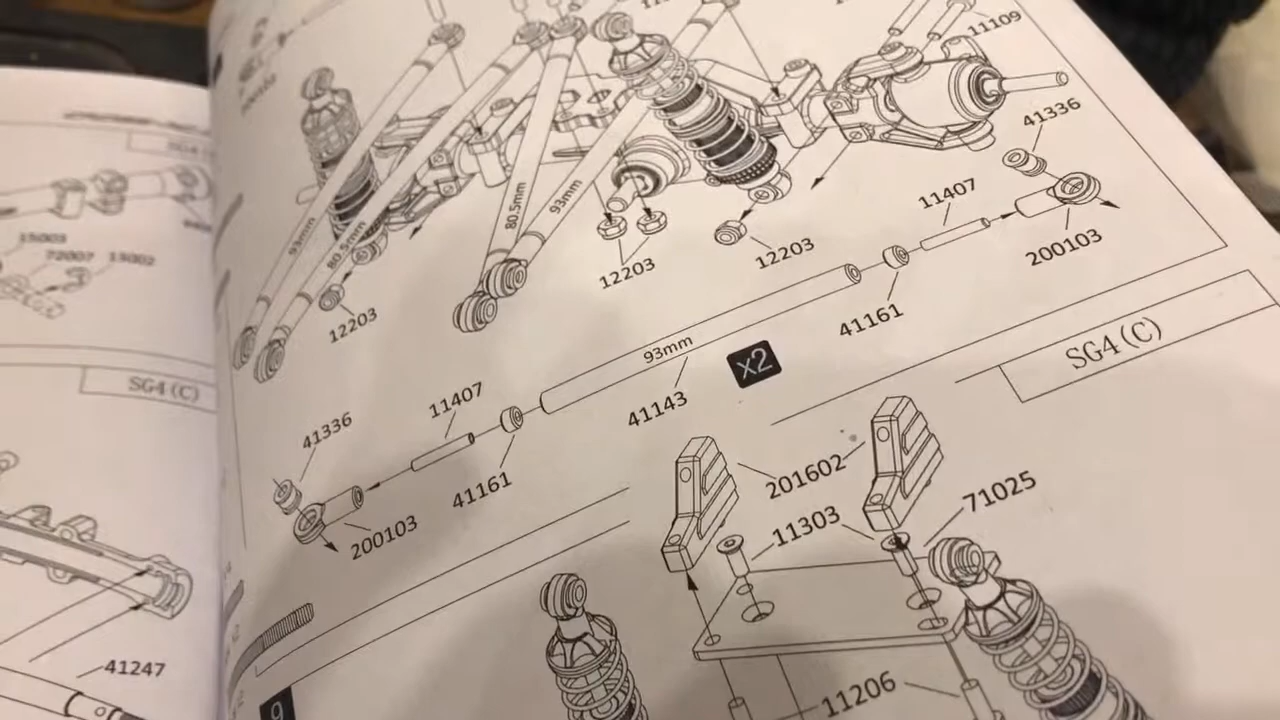 SG4
15003
72007
13002
SG4 (C)
41247
11109
41336
11407
200103
93mm
80.5mm
80.5mm
93mm
12203
12203
12203
41161
93mm
x2
41143
SG4 (C)
11407
41336
41161
200103
201602
71025
11303
11206
9